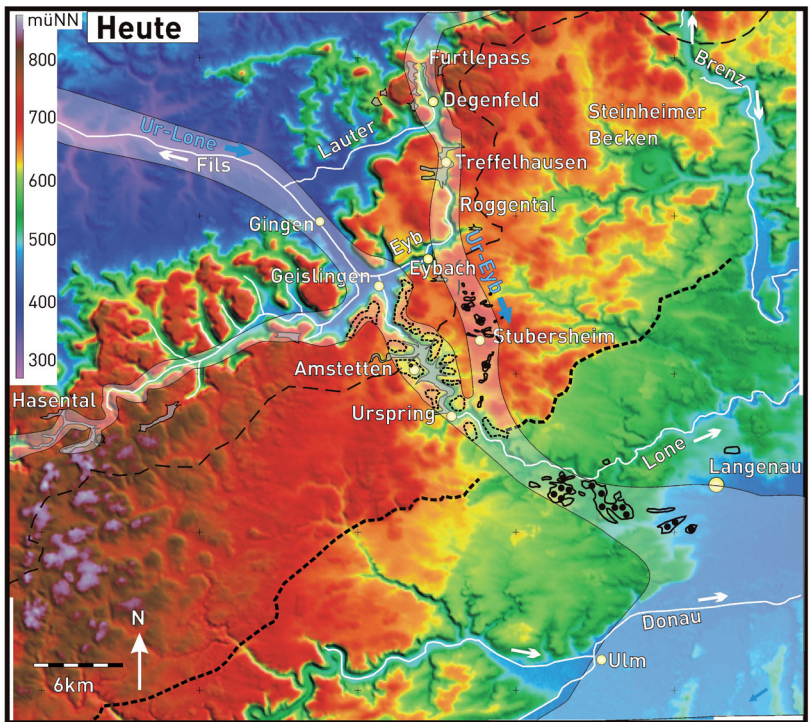 müNN
Heute
800
700
600
500
400
300
Furtlepass
Degenfeld
Brenz
Steinheimer
Becken
Ur-Lone
Lauter
Fils
Treffelhausen
Roggental
Gingen
Eyb
Ur-Eyb
Eybach
Geislingen
Stubersheim
Amstetten
Hasental
Urspring
Lone
Langenau
Donau
N
Ulm
6km